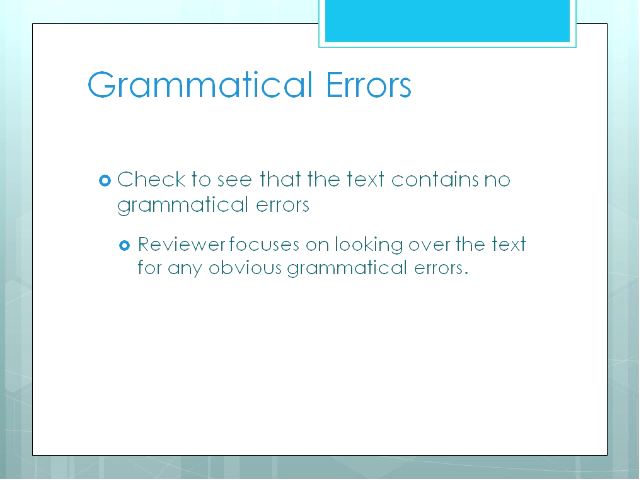 Grammatical Errors
Check to see that the text contains no
grammatical errors
Reviewer focuses on looking over the text
for any obvious grammatical errors.